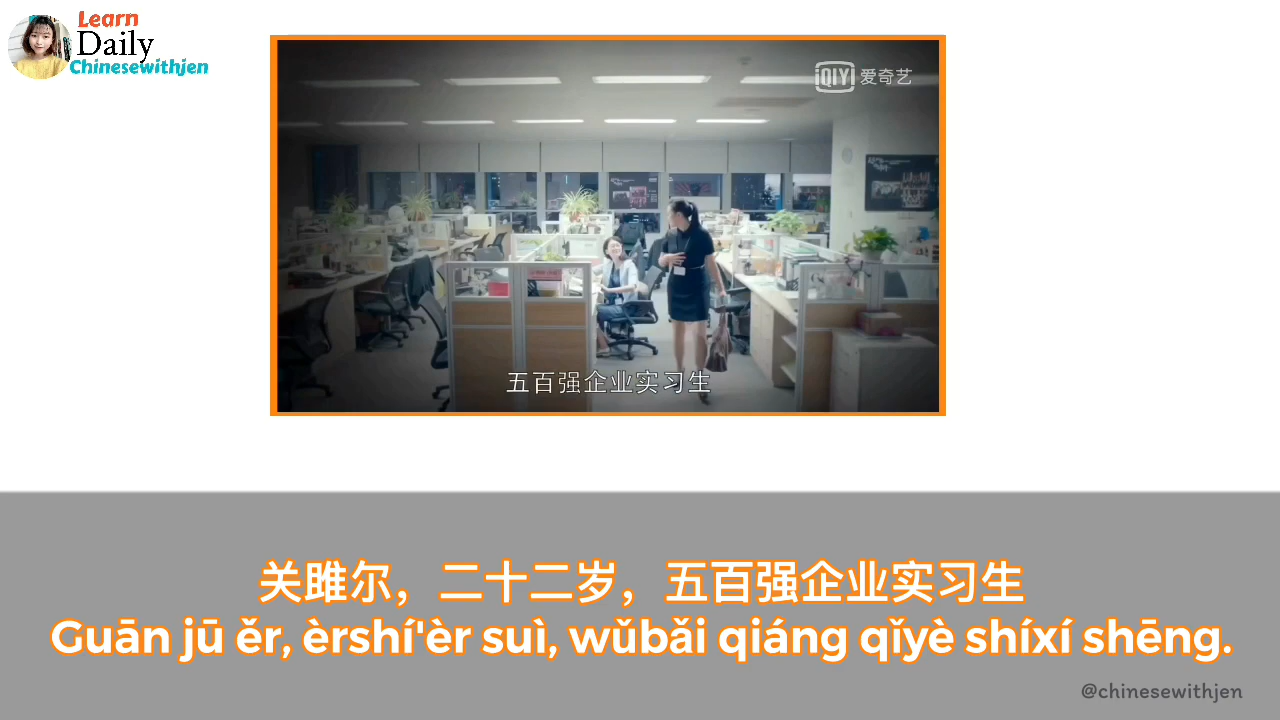 Learn
Daily
Chinesewithjen
QIY 爱奇艺
五百强企业实习生
关雎尔，二十二岁，五百强企业实习生
Guān jū ěr, èrshí'èr suì, wǔbǎi qiáng qǐyè shíxí shēng.
@chinesewithjen